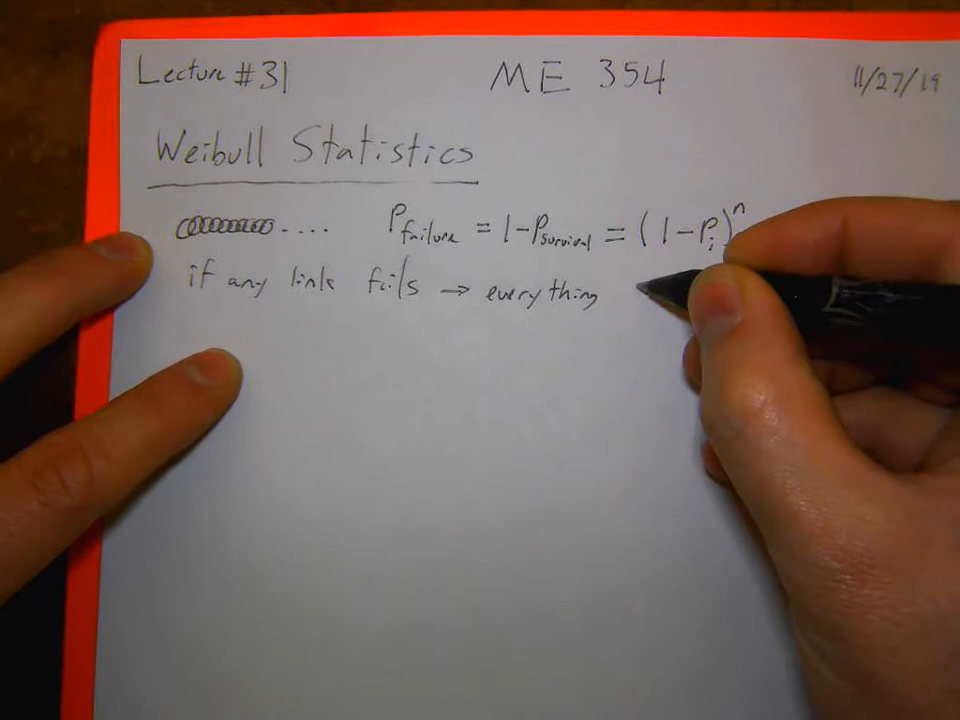 Lecture #31 ME 354 11/27/19
Weibull Statistics
.... P_failure = 1-P_survival = (1-P_i)^n
if any link fails → everything